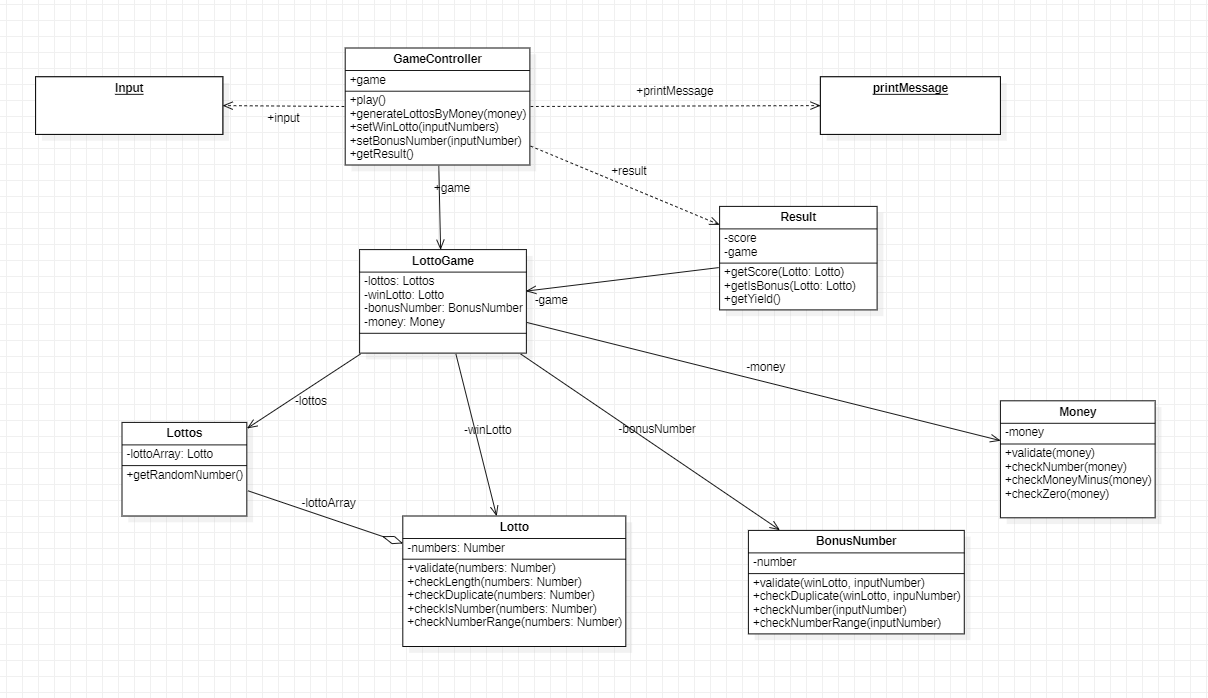 GameController
+game
+play()
+generateLottosByMoney(money)
+setWinLotto(inputNumbers)
+setBonusNumber(inputNumber)
+getResult()
Input
+input
+printMessage
printMessage
+result
+game
Result
-score
-game
+getScore(Lotto: Lotto)
+getIsBonus(Lotto: Lotto)
+getYield()
LottoGame
-lottos: Lottos
-winLotto: Lotto
-bonusNumber: BonusNumber
-money: Money
-game
-money
-lottos
-winLotto
-bonusNumber
Money
-money
+validate(money)
+checkNumber(money)
+checkMoneyMinus(money)
+checkZero(money)
Lottos
-lottoArray: Lotto
+getRandomNumber()
-lottoArray
Lotto
-numbers: Number
+validate(numbers: Number)
+checkLength(numbers: Number)
+checkDuplicate(numbers: Number)
+checkIsNumber(numbers: Number)
+checkNumberRange(numbers: Number)
BonusNumber
-number
+validate(winLotto, inputNumber)
+checkDuplicate(winLotto, inpuNumber)
+checkNumber(inputNumber)
+checkNumberRange(inputNumber)